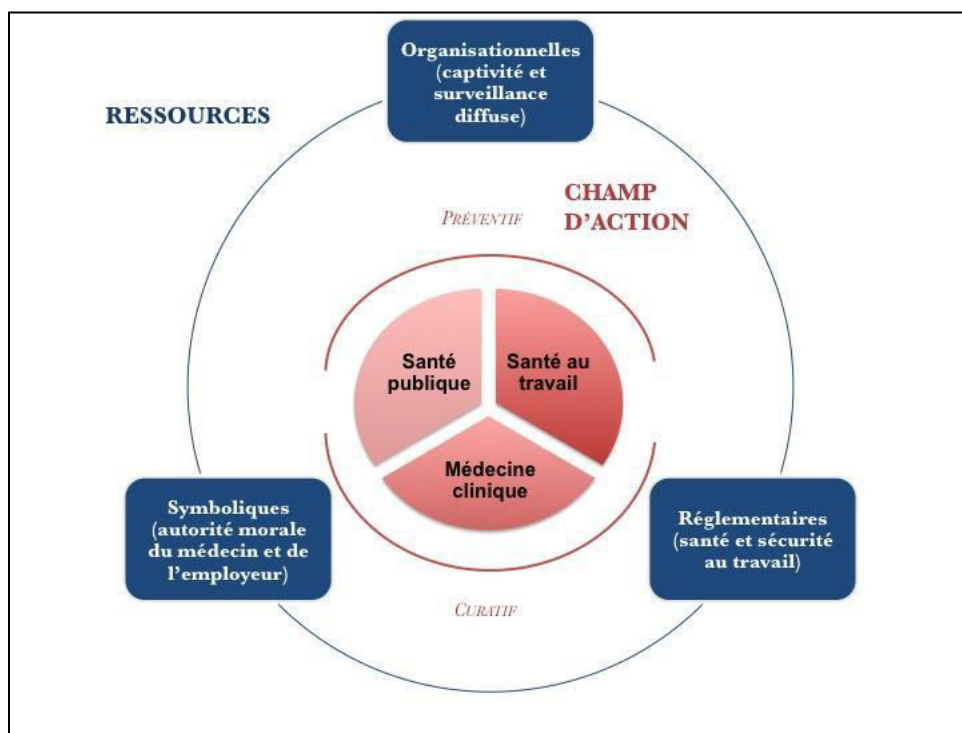 Organisationnelles
(captivité et
surveillance
diffuse)
RESSOURCES
CHAMP
D'ACTION
PRÉVENTIF
Santé
publique
Santé au
travail
Médecine
clinique
Symboliques
(autorité morale
du médecin et de
l'employeur)
Réglementaires
(santé et sécurité
au travail)
CURATIF